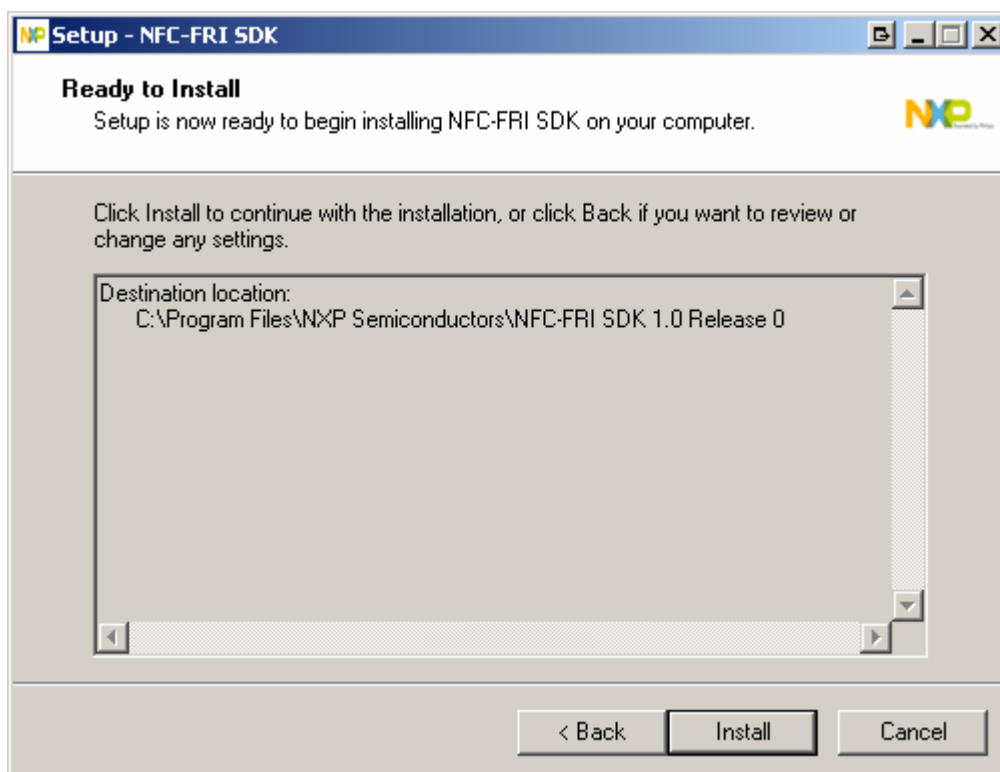 Setup - NFC-FRI SDK
Ready to Install
Setup is now ready to begin installing NFC-FRI SDK on your computer.
NXP
Click Install to continue with the installation, or click Back if you want to review or
change any settings.
Destination location:
C:\Program Files\NXP Semiconductors\NFC-FRI SDK 1.0 Release 0
< Back
Install
Cancel